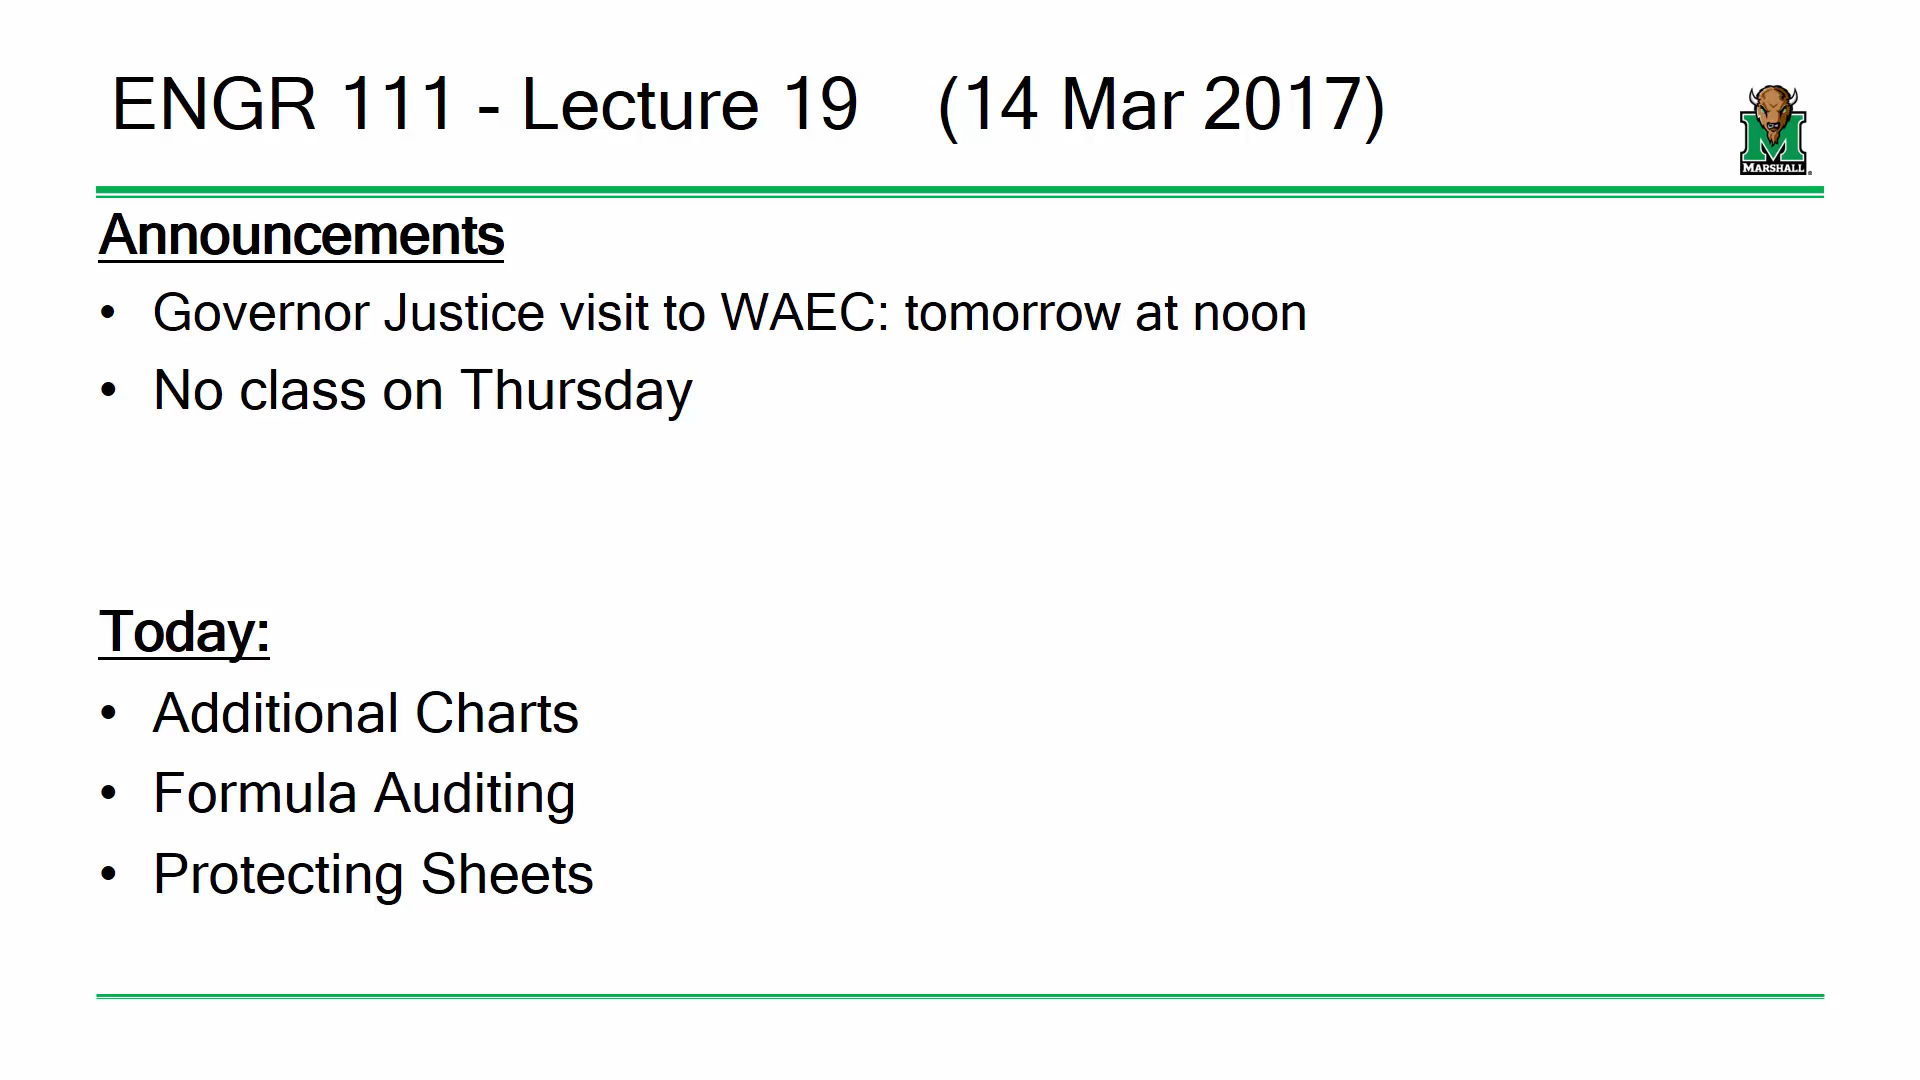 ENGR 111 - Lecture 19 (14 Mar 2017)
MARSHALL
Announcements
• Governor Justice visit to WAEC: tomorrow at noon
• No class on Thursday
Today:
• Additional Charts
• Formula Auditing
• Protecting Sheets